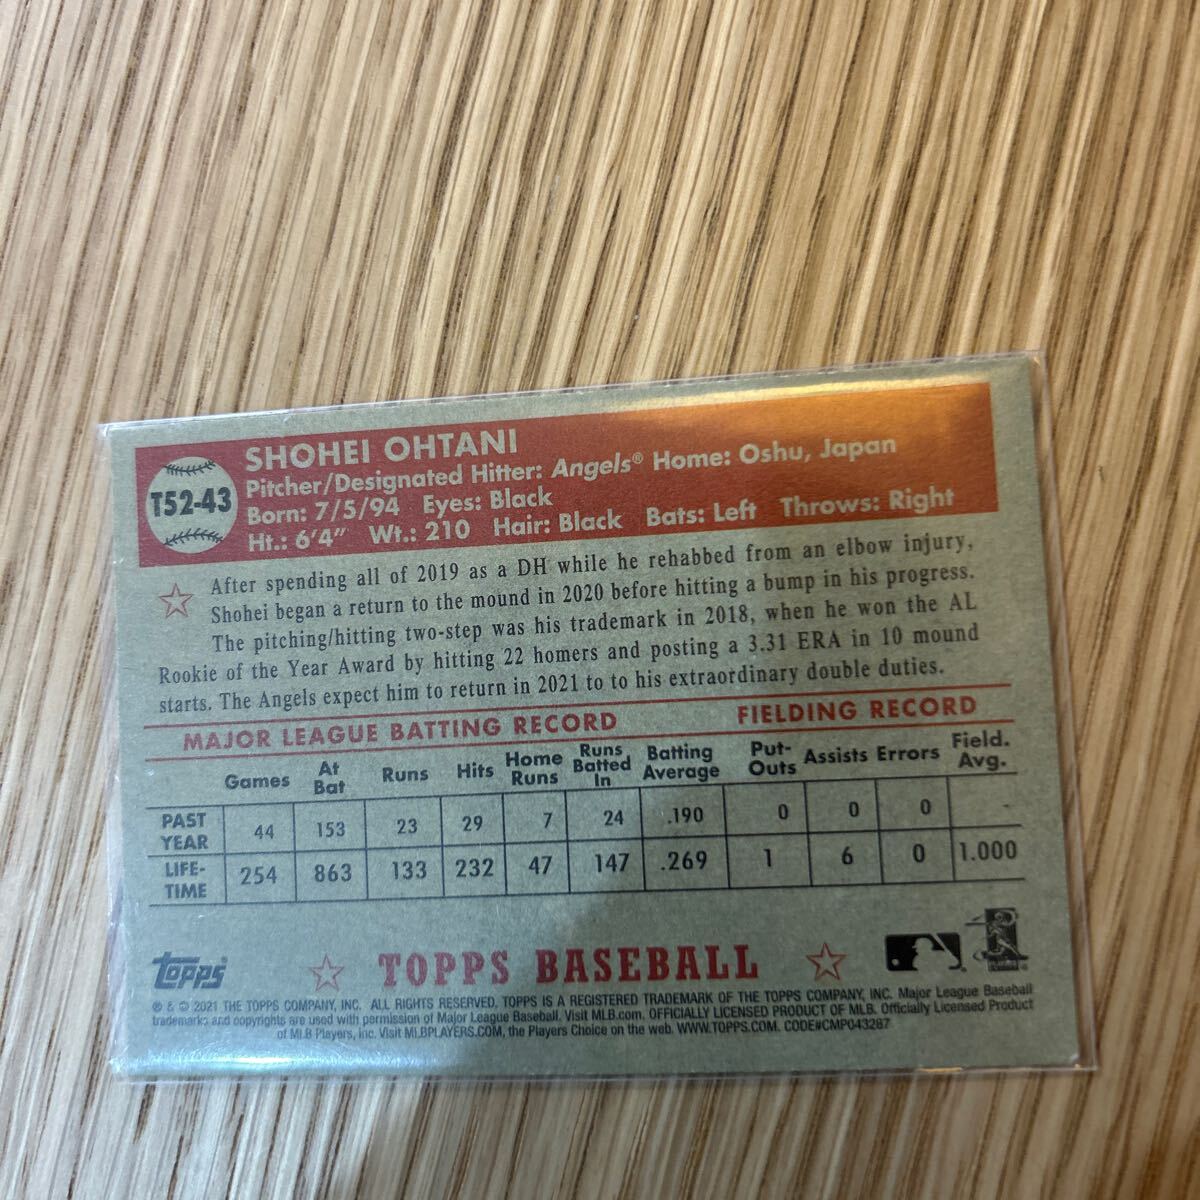 T52-43
SHOHEI OHTANI
Pitcher/Designated Hitter: Angels® Home: Oshu, Japan
Born: 7/5/94 Eyes: Black
Ht.: 6'4" Wt.: 210 Hair: Black Bats: Left Throws: Right
After spending all of 2019 as a DH while he rehabbed from an elbow injury,
Shohei began a return to the mound in 2020 before hitting a bump in his progress.
The pitching/hitting two-step was his trademark in 2018, when he won the AL
Rookie of the Year Award by hitting 22 homers and posting a 3.31 ERA in 10 mound
starts. The Angels expect him to return in 2021 to to his extraordinary double duties.
MAJOR LEAGUE BATTING RECORD FIELDING RECORD
Games At Bat Runs Hits Home Runs Runs Batted In Batting Average Put-Outs Assists Errors Field. Avg.
PAST YEAR 44 153 23 29 7 24 .190 0 0 0
LIFE-TIME 254 863 133 232 47 147 .269 1 6 0 1.000
topps TOPPS BASEBALL
® & © 2021 THE TOPPS COMPANY, INC. ALL RIGHTS RESERVED. TOPPS IS A REGISTERED TRADEMARK OF THE TOPPS COMPANY, INC. Major League Baseball
trademarks and copyrights are used with permission of Major League Baseball. Visit MLB.com. OFFICIALLY LICENSED PRODUCT OF MLB. Officially Licensed Product
of MLB Players, Inc. Visit MLBPLAYERS.COM, the Players Choice on the web. WWW.TOPPS.COM. CODE#CMP043287